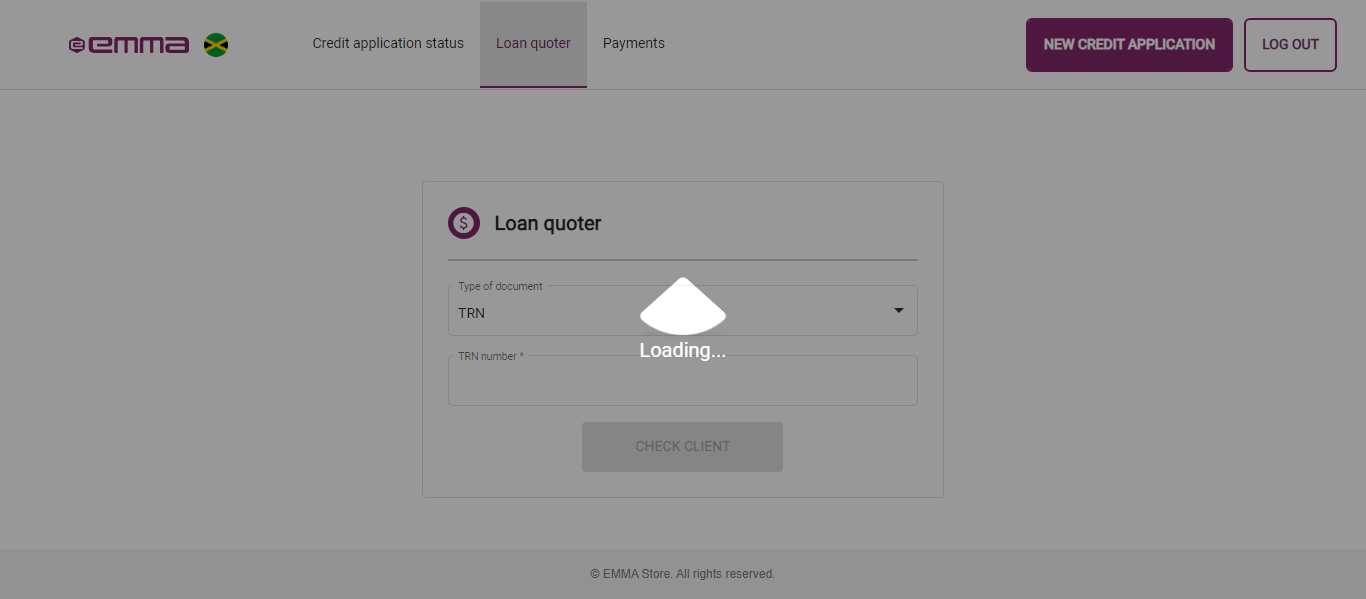 emma
Credit application status
Loan quoter
Payments
NEW CREDIT APPLICATION
LOG OUT
$ Loan quoter
Type of document
TRN
Loading...
TRN number *
CHECK CLIENT
© EMMA Store. All rights reserved.